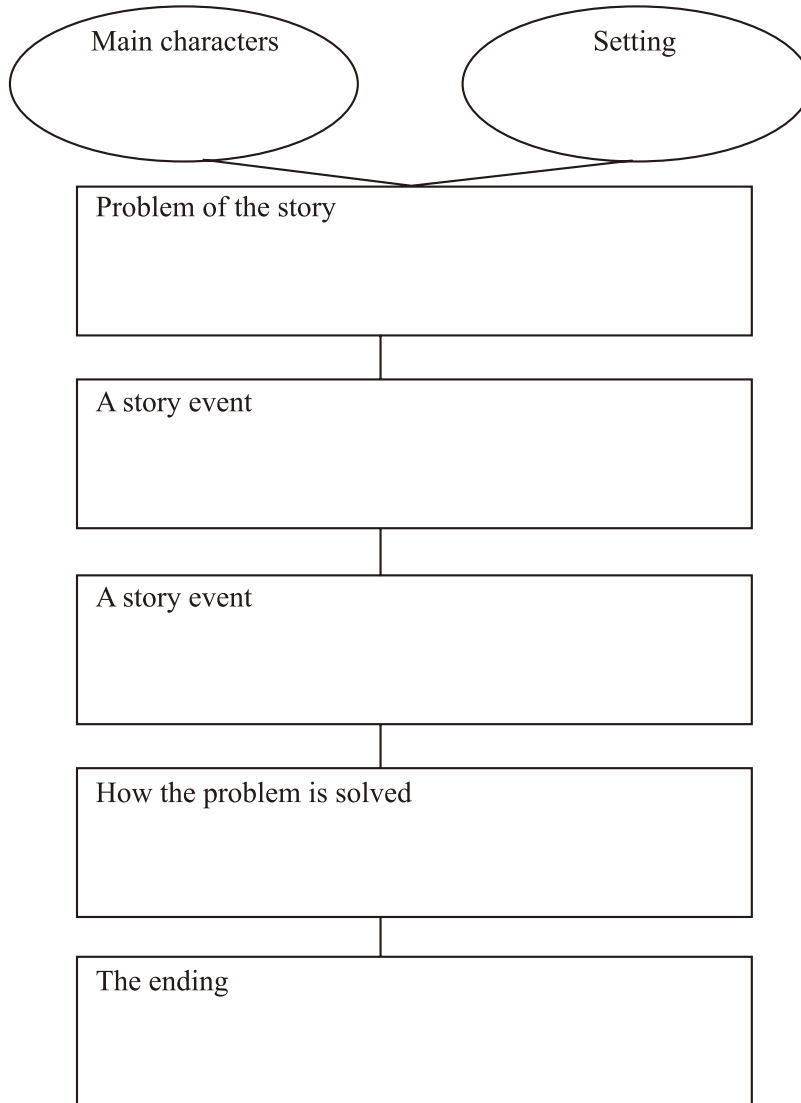 Main characters
Setting
Problem of the story
A story event
A story event
How the problem is solved
The ending